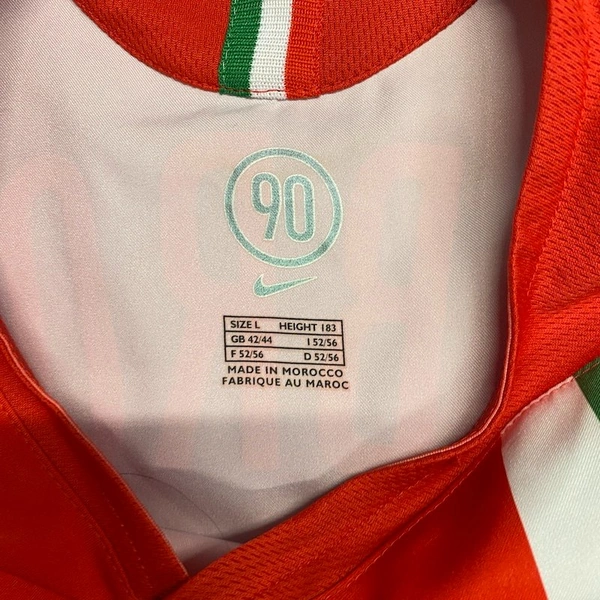 90
SIZE L HEIGHT 183
GB 42/44 I 52/56
F 52/56 D 52/56
MADE IN MOROCCO
FABRIQUE AU MAROC